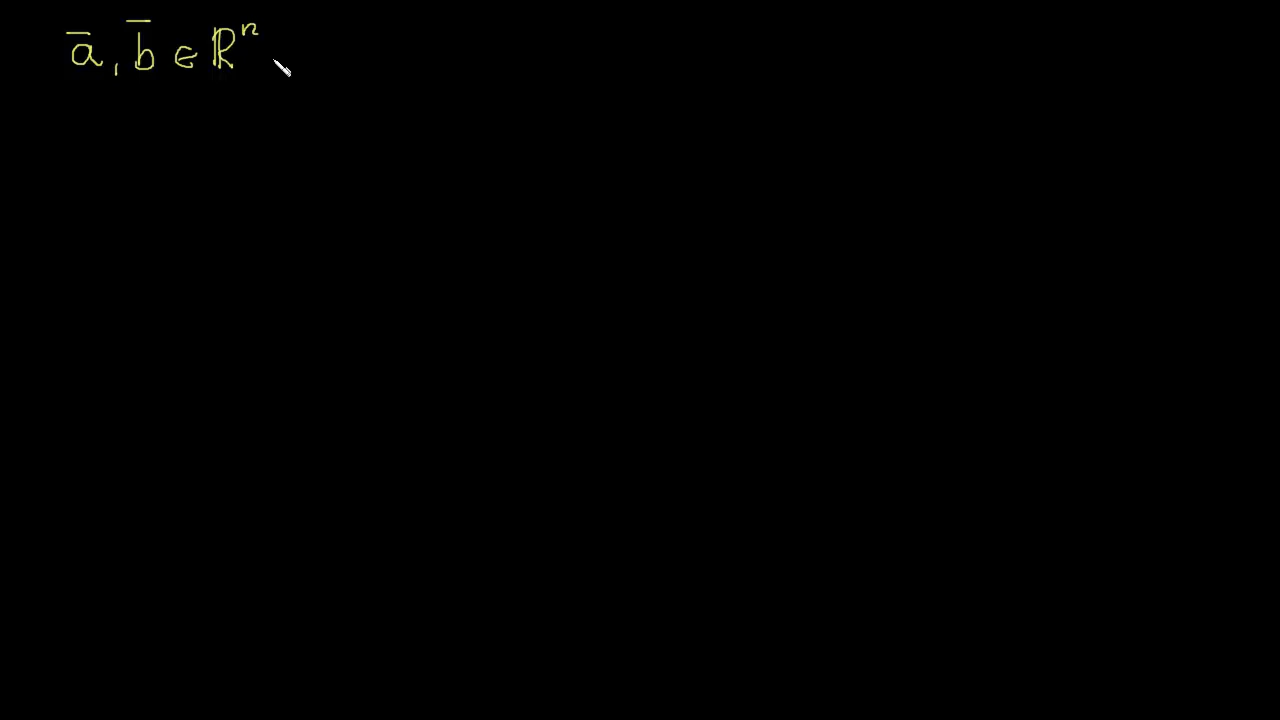 a̅, b̅ ∈ ℝⁿ